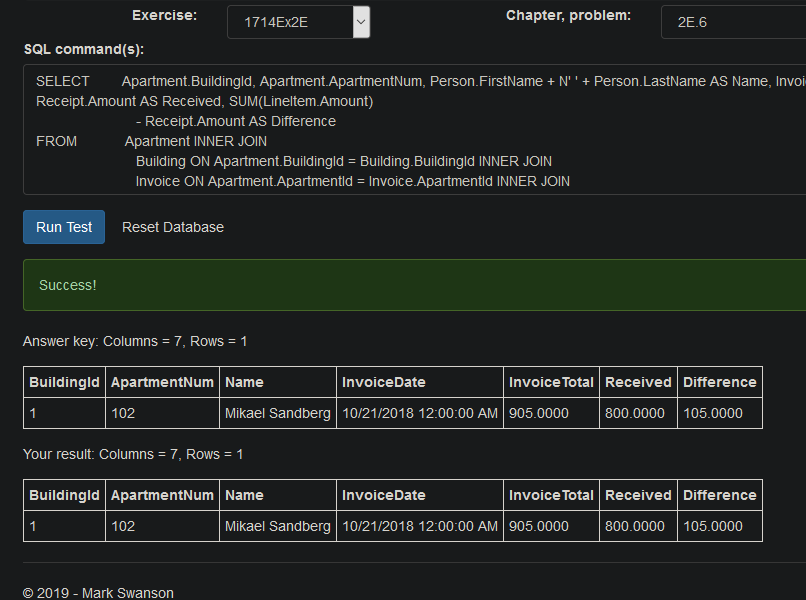 Exercise: 1714Ex2E Chapter, problem: 2E.6
SQL command(s):
SELECT Apartment.BuildingId, Apartment.ApartmentNum, Person.FirstName + N' ' + Person.LastName AS Name,
Receipt.Amount AS Received, SUM(LineItem.Amount)
- Receipt.Amount AS Difference
FROM Apartment INNER JOIN
Building ON Apartment.BuildingId = Building.BuildingId INNER JOIN
Invoice ON Apartment.ApartmentId = Invoice.ApartmentId INNER JOIN
Run Test Reset Database
Success!
Answer key: Columns = 7, Rows = 1
BuildingId ApartmentNum Name InvoiceDate InvoiceTotal Received Difference
1 102 Mikael Sandberg 10/21/2018 12:00:00 AM 905.0000 800.0000 105.0000
Your result: Columns = 7, Rows = 1
BuildingId ApartmentNum Name InvoiceDate InvoiceTotal Received Difference
1 102 Mikael Sandberg 10/21/2018 12:00:00 AM 905.0000 800.0000 105.0000
© 2019 - Mark Swanson